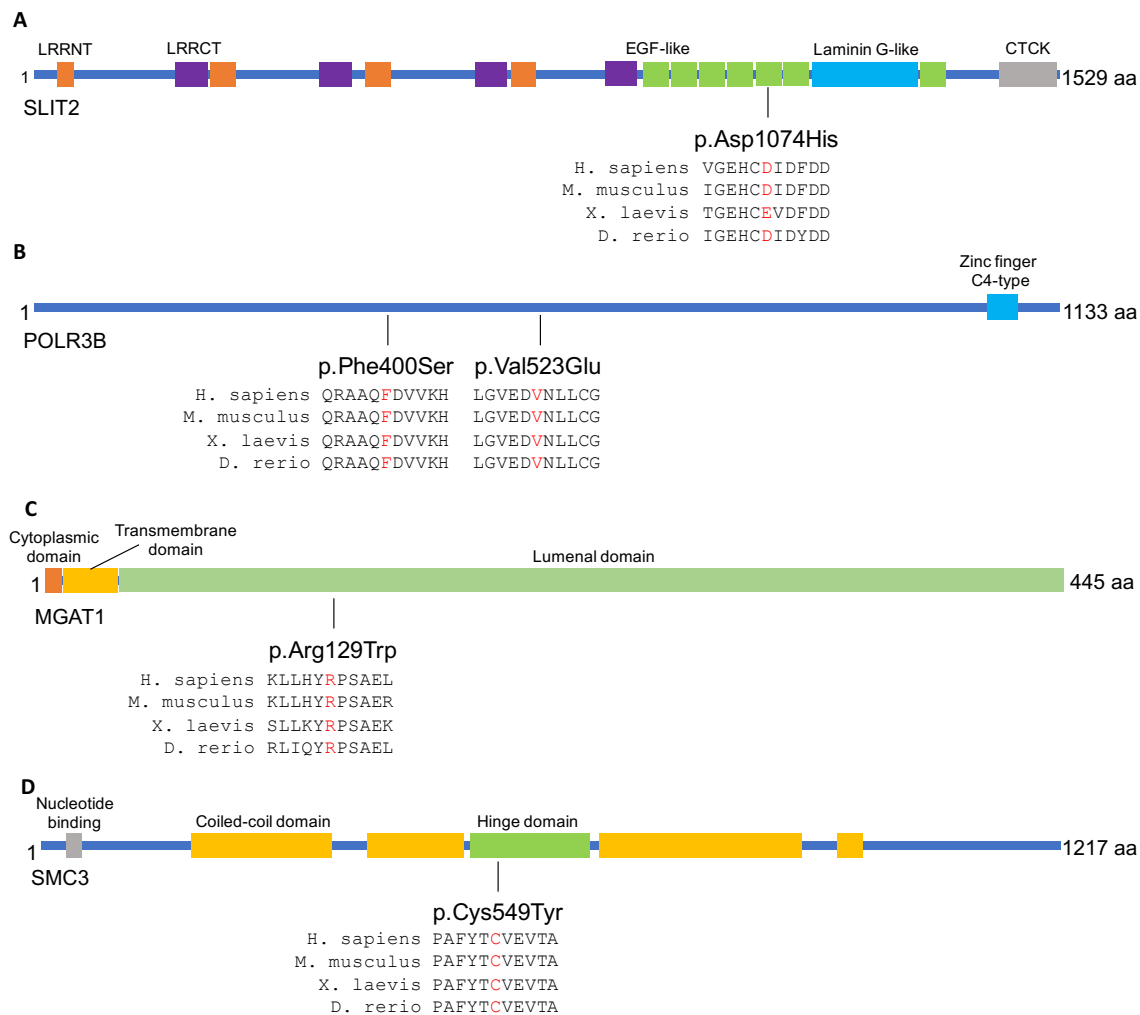 A
LRRNT LRRCT EGF-like Laminin G-like CTCK
1 1529 aa
SLIT2
p.Asp1074His
H. sapiens VGEHCDIDFDD
M. musculus IGEHCDIDFDD
X. laevis TGEHCEVDFDD
D. rerio IGEHCDIDYDD
B
Zinc finger
C4-type
1 1133 aa
POLR3B
p.Phe400Ser p.Val523Glu
H. sapiens QRAAQFDVVKH LGVEDVNLLCG
M. musculus QRAAQFDVVKH LGVEDVNLLCG
X. laevis QRAAQFDVVKH LGVEDVNLLCG
D. rerio QRAAQFDVVKH LGVEDVNLLCG
C
Cytoplasmic
domain
Transmembrane
domain
Lumenal domain
1 445 aa
MGAT1
p.Arg129Trp
H. sapiens KLLHYRPSAEL
M. musculus KLLHYRPSAER
X. laevis SLLKYRPSAEK
D. rerio RLIQYRPSAEL
D
Nucleotide
binding
Coiled-coil domain Hinge domain
1 1217 aa
SMC3
p.Cys549Tyr
H. sapiens PAFYTCVEVTA
M. musculus PAFYTCVEVTA
X. laevis PAFYTCVEVTA
D. rerio PAFYTCVEVTA